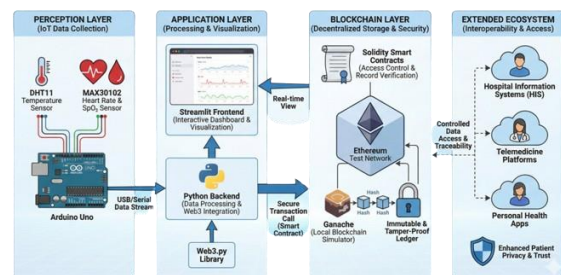 PERCEPTION LAYER
(IoT Data Collection)
DHT11
Temperature
Sensor
MAX30102
Heart Rate &
SpO₂ Sensor
Arduino Uno
USB/Serial
Data Stream
APPLICATION LAYER
(Processing & Visualization)
Streamlit Frontend
(Interactive Dashboard &
Visualization)
Python Backend
(Data Processing &
Web3 Integration)
Web3.py
Library
Real-time
View
Secure
Transaction
Call
(Smart
Contract)
BLOCKCHAIN LAYER
(Decentralized Storage & Security)
Solidity Smart
Contracts
(Access Control &
Record Verification)
Ethereum
Test Network
Hash
Hash
Hash
Ganache
(Local Blockchain
Simulator)
Immutable &
Tamper-Proof
Ledger
Controlled
Data
Access &
Traceability
EXTENDED ECOSYSTEM
(Interoperability & Access)
Hospital Information
Systems (HIS)
Telemedicine
Platforms
Personal Health
Apps
Enhanced Patient
Privacy & Trust